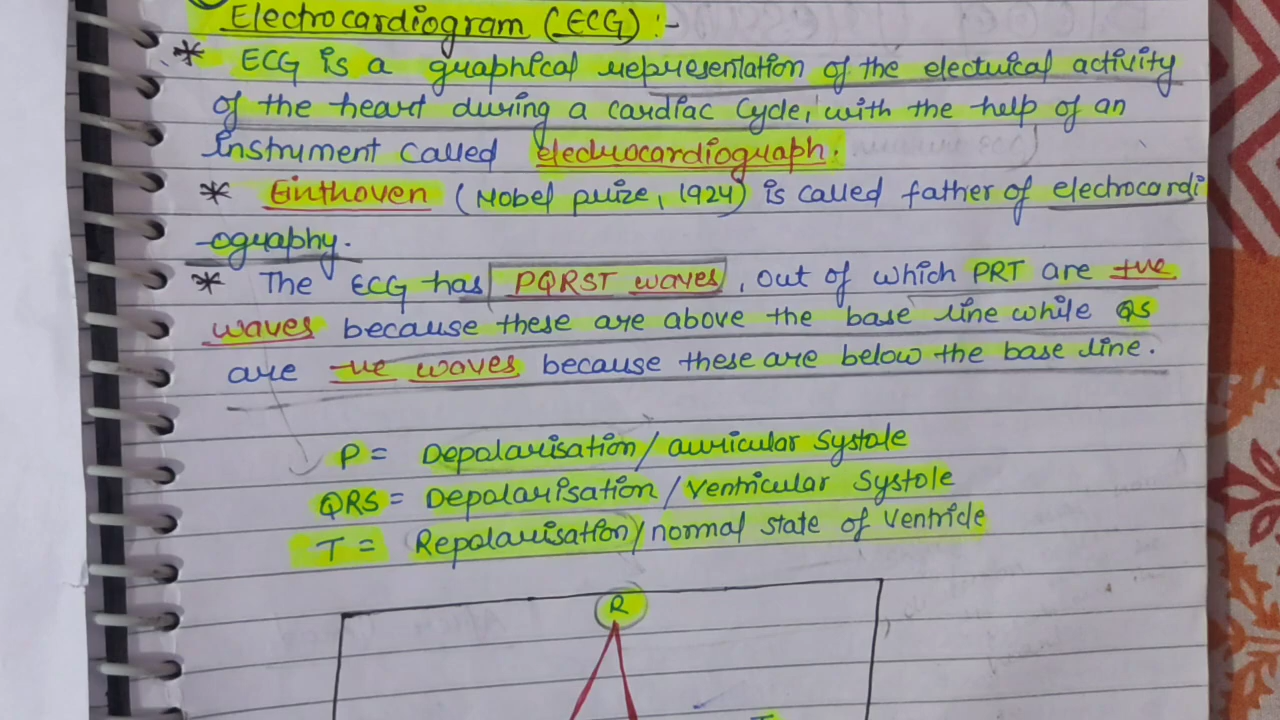 Electrocardiogram (ECG) :-
* ECG is a graphical representation of the electrical activity
of the heart during a cardiac cycle, with the help of an
instrument called electrocardiograph.
* Einthoven (Nobel prize, 1924) is called father of electrocardi
-ography.
* The ECG has PQRST waves, out of which PRT are +ve
waves because these are above the base line while QS
are -ve waves because these are below the base line.
P = Depolarisation/auricular systole
QRS = Depolarisation/ventricular systole
T = Repolarisation/normal state of ventricle
R